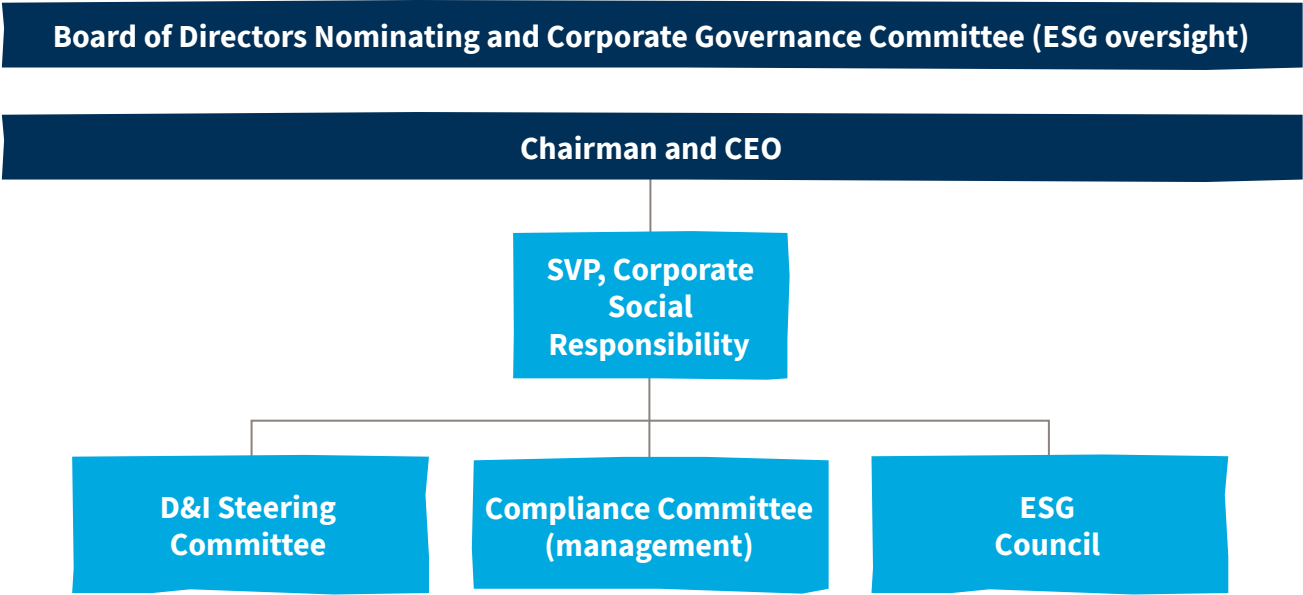 Board of Directors Nominating and Corporate Governance Committee (ESG oversight)
Chairman and CEO
SVP, Corporate
Social
Responsibility
D&I Steering
Committee
Compliance Committee
(management)
ESG
Council